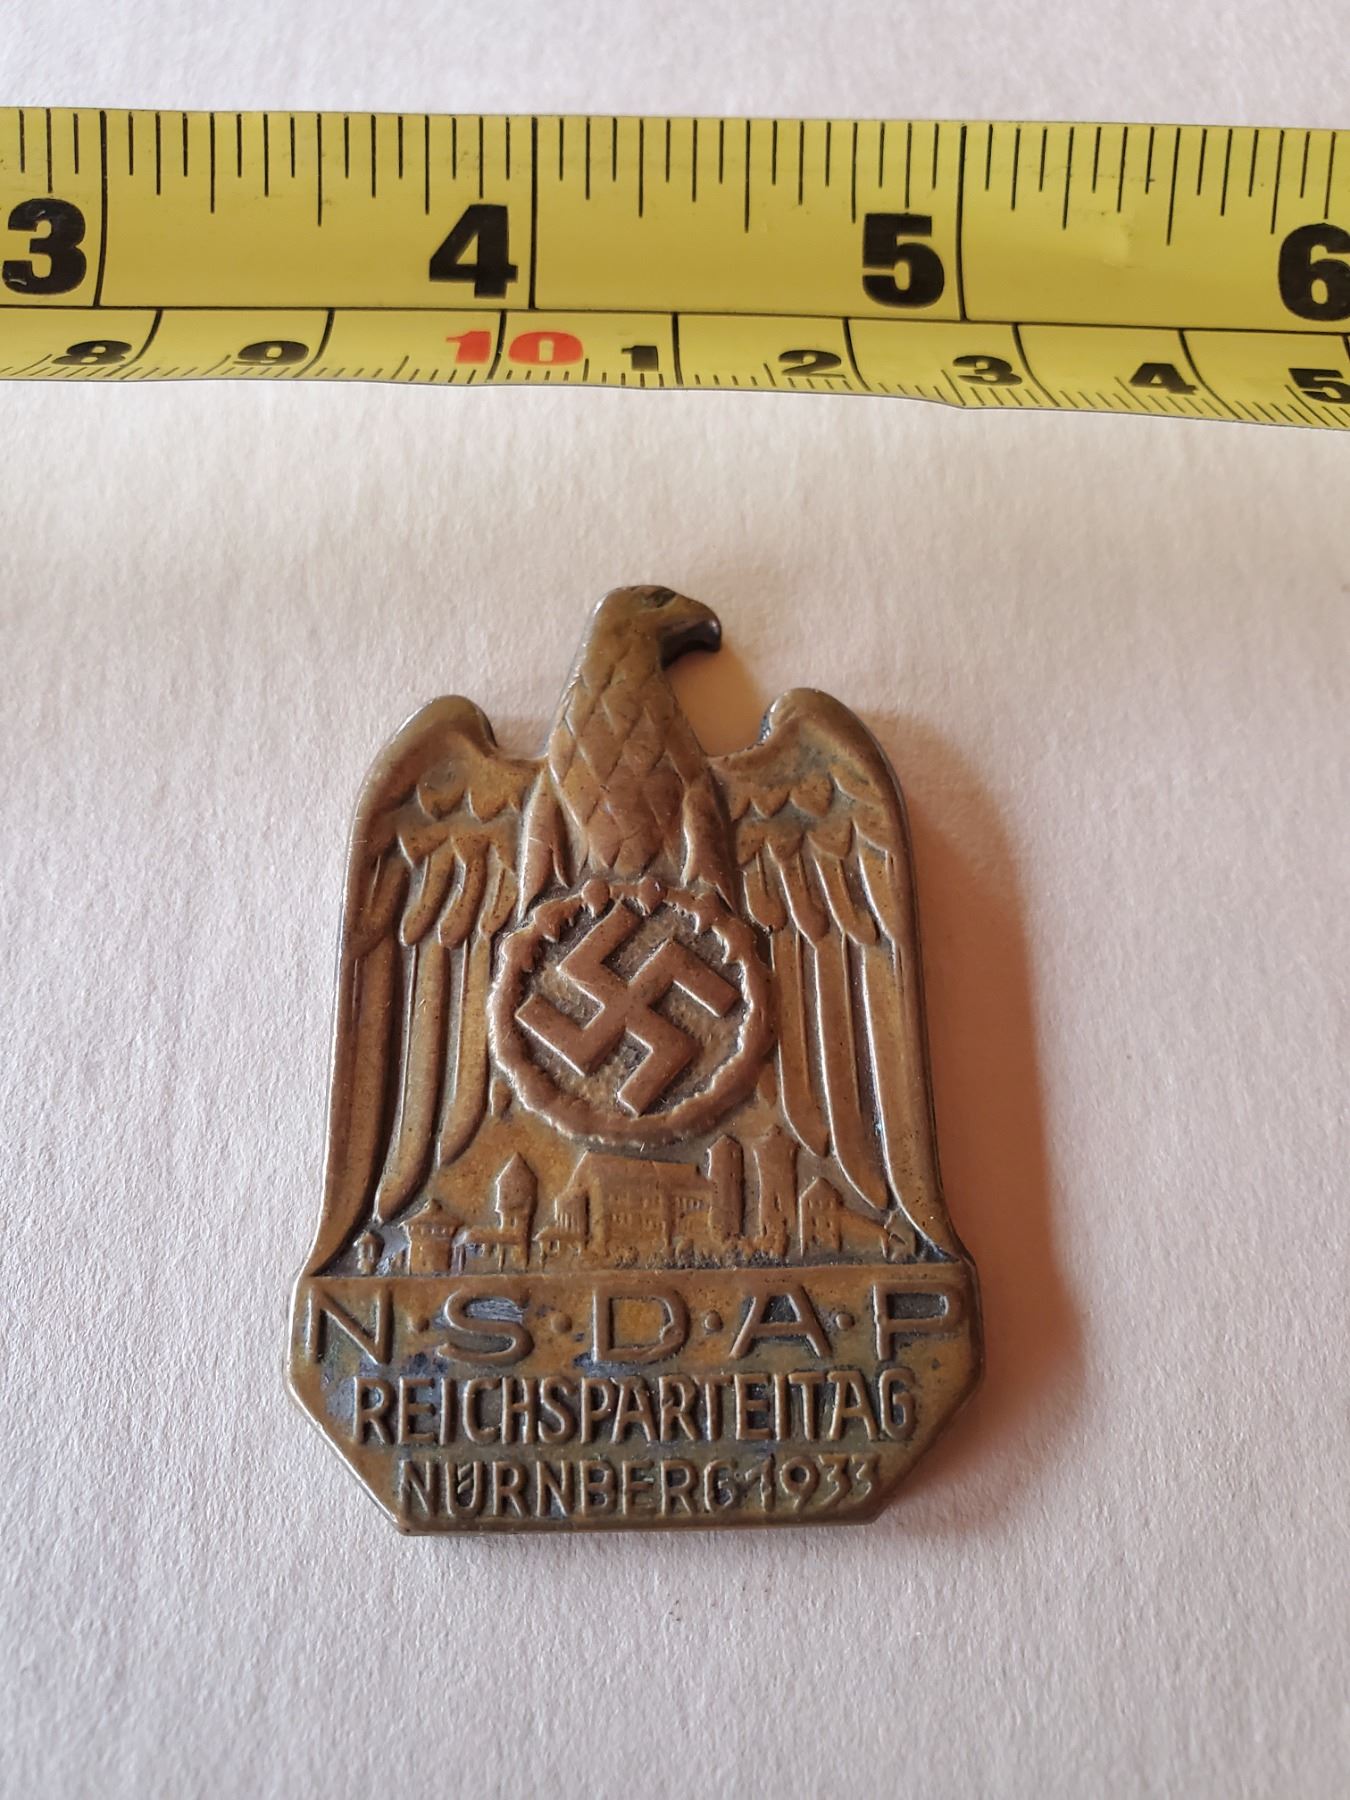 3 4 5 6
8 9 10 1 2 3 4 5
N·S·D·A·P
REICHSPARTEITAG
NÜRNBERG·1933